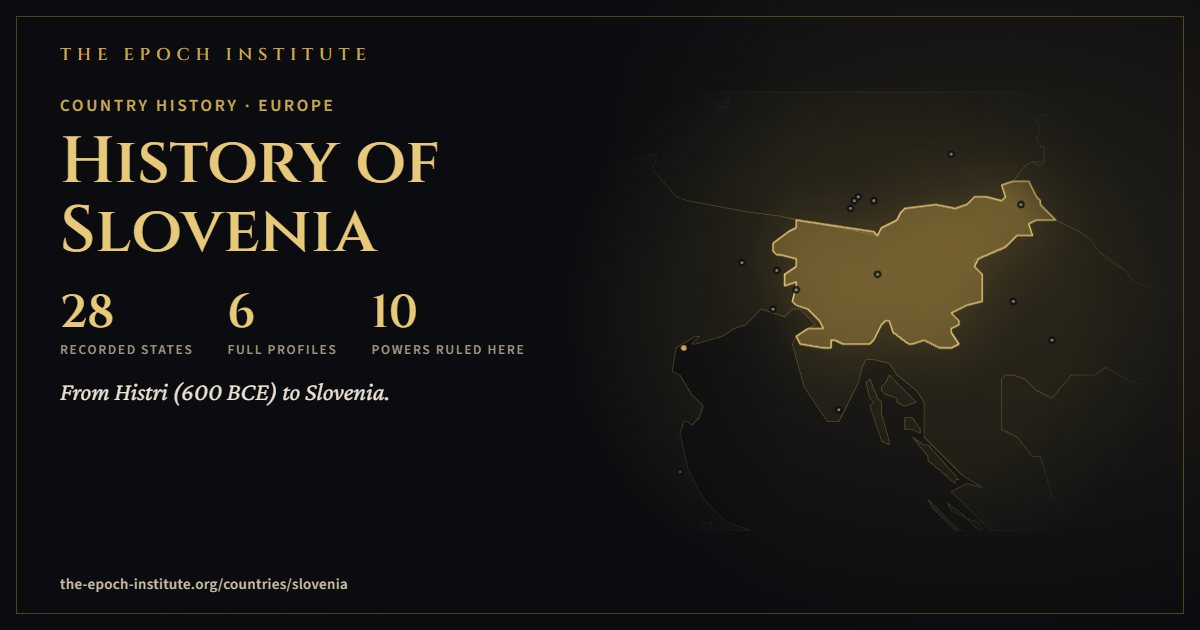 THE EPOCH INSTITUTE
COUNTRY HISTORY · EUROPE
History of
Slovenia
28 6 10
RECORDED STATES FULL PROFILES POWERS RULED HERE
From Histri (600 BCE) to Slovenia.
the-epoch-institute.org/countries/slovenia